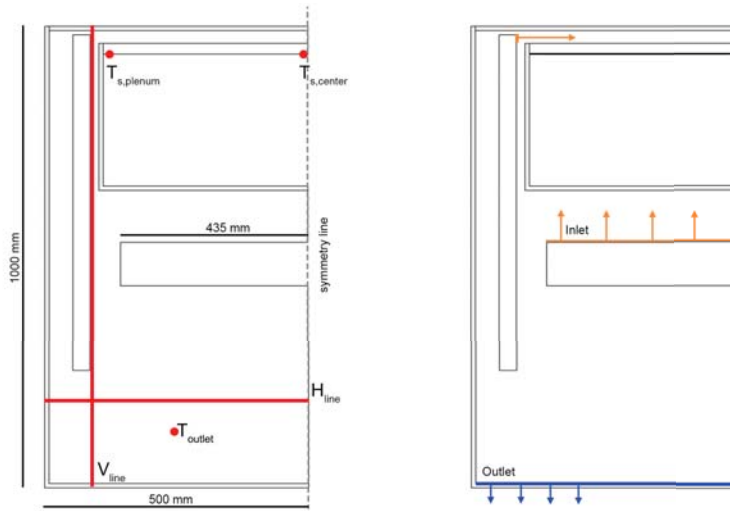 T s,plenum
T s,center
435 mm
1000 mm
symmetry line
H line
T outlet
V line
500 mm
Inlet
Outlet